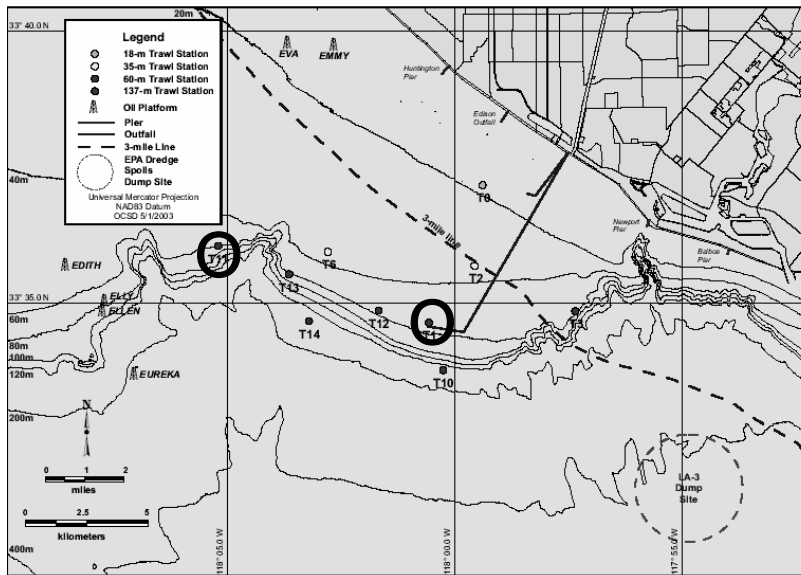 20m
33° 40.0' N
Legend
18-m Trawl Station
35-m Trawl Station
60-m Trawl Station
137-m Trawl Station
Oil Platform
Pier
Outfall
3-mile Line
EPA Dredge
Spoils
Dump Site
Universal Mercator Projection
NAD83 Datum
OCSD 5/1/2003
EVA
EMMY
Huntington
Pier
Edison
Outfall
40m
T0
3-mile line
Newport
Pier
Balboa
Pier
T11
T6
T2
EDITH
T13
33° 35.0' N
ELLY
ELLEN
60m
T14
T12
T10
80m
100m
120m
EUREKA
200m
N
0 1 2
miles
LA-3
Dump
Site
0 2.5 5
kilometers
400m
118° 05.0' W
118° 00.0' W
117° 55.0' W